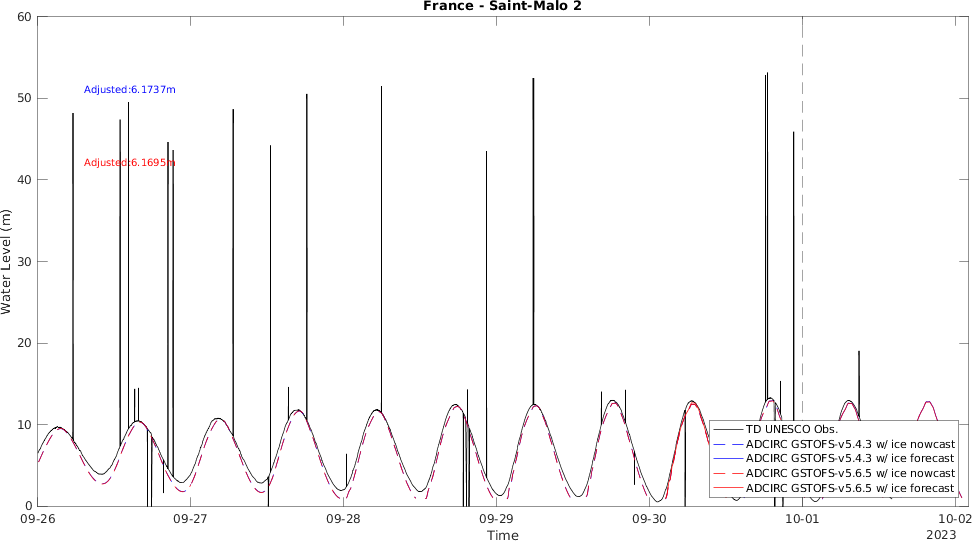 France - Saint-Malo 2
60
50
40
30
20
10
0
Water Level (m)
Adjusted:6.1737m
Adjusted:6.1695m
TD UNESCO Obs.
ADCIRC GSTOFS-v5.4.3 w/ ice nowcast
ADCIRC GSTOFS-v5.4.3 w/ ice forecast
ADCIRC GSTOFS-v5.6.5 w/ ice nowcast
ADCIRC GSTOFS-v5.6.5 w/ ice forecast
09-26 09-27 09-28 09-29 09-30 10-01 10-02
Time
2023